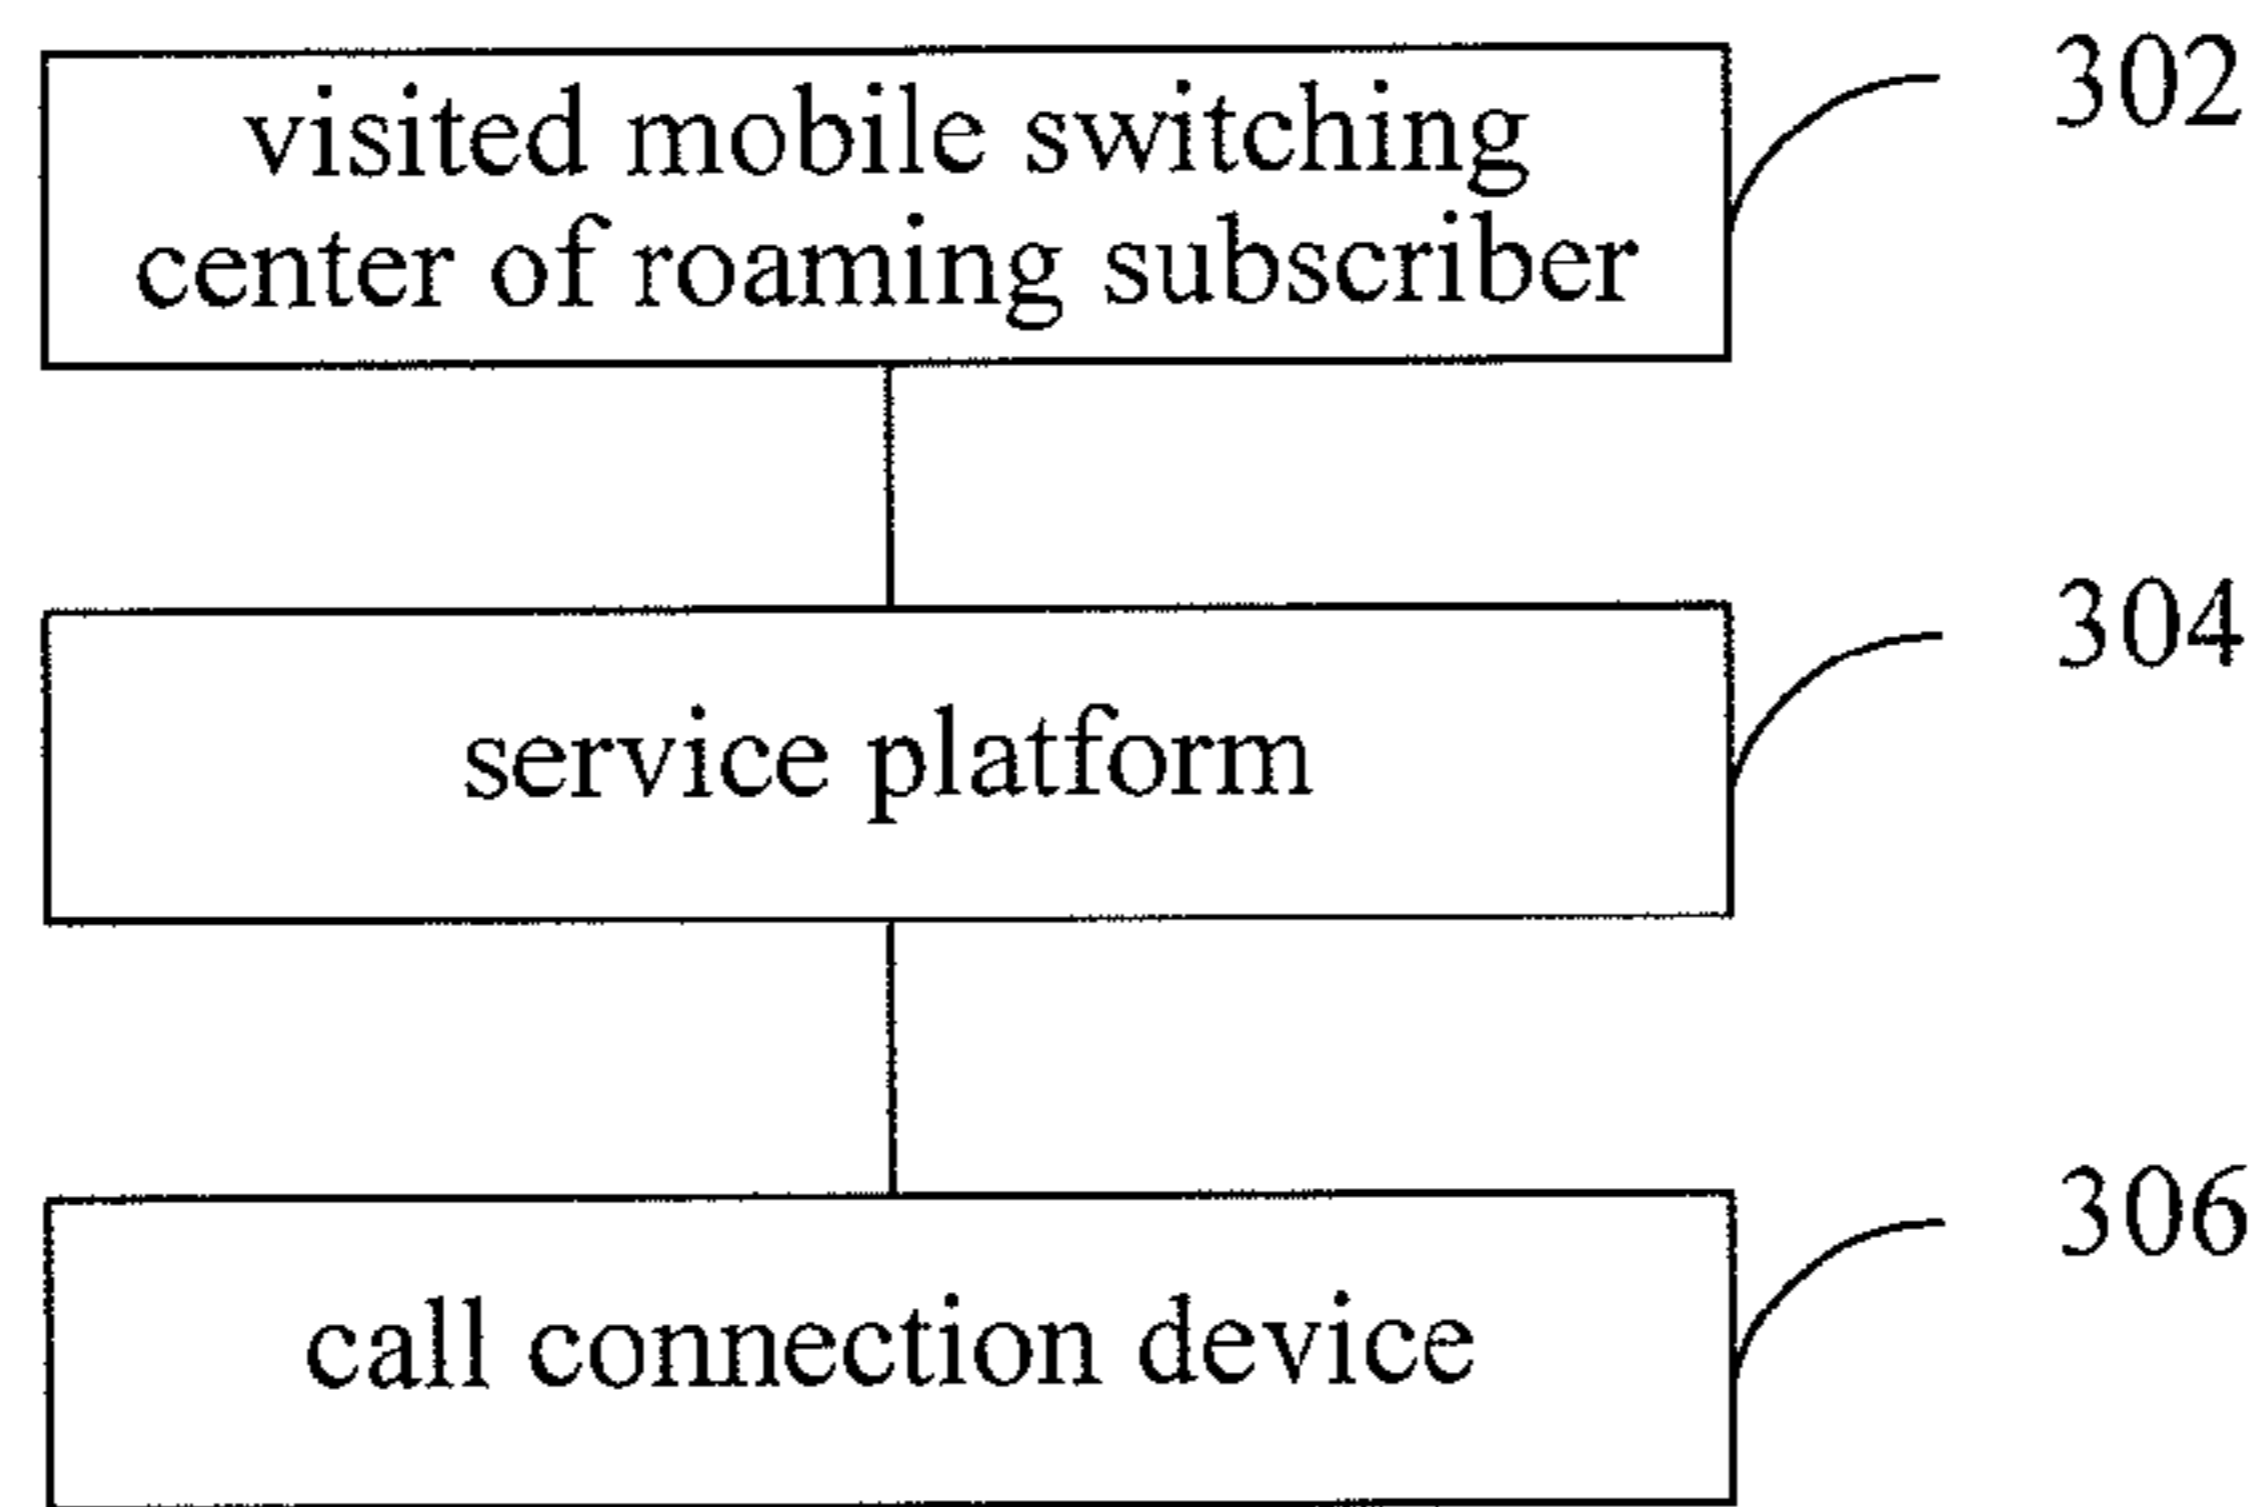 visited mobile switching
center of roaming subscriber
302
service platform
304
call connection device
306